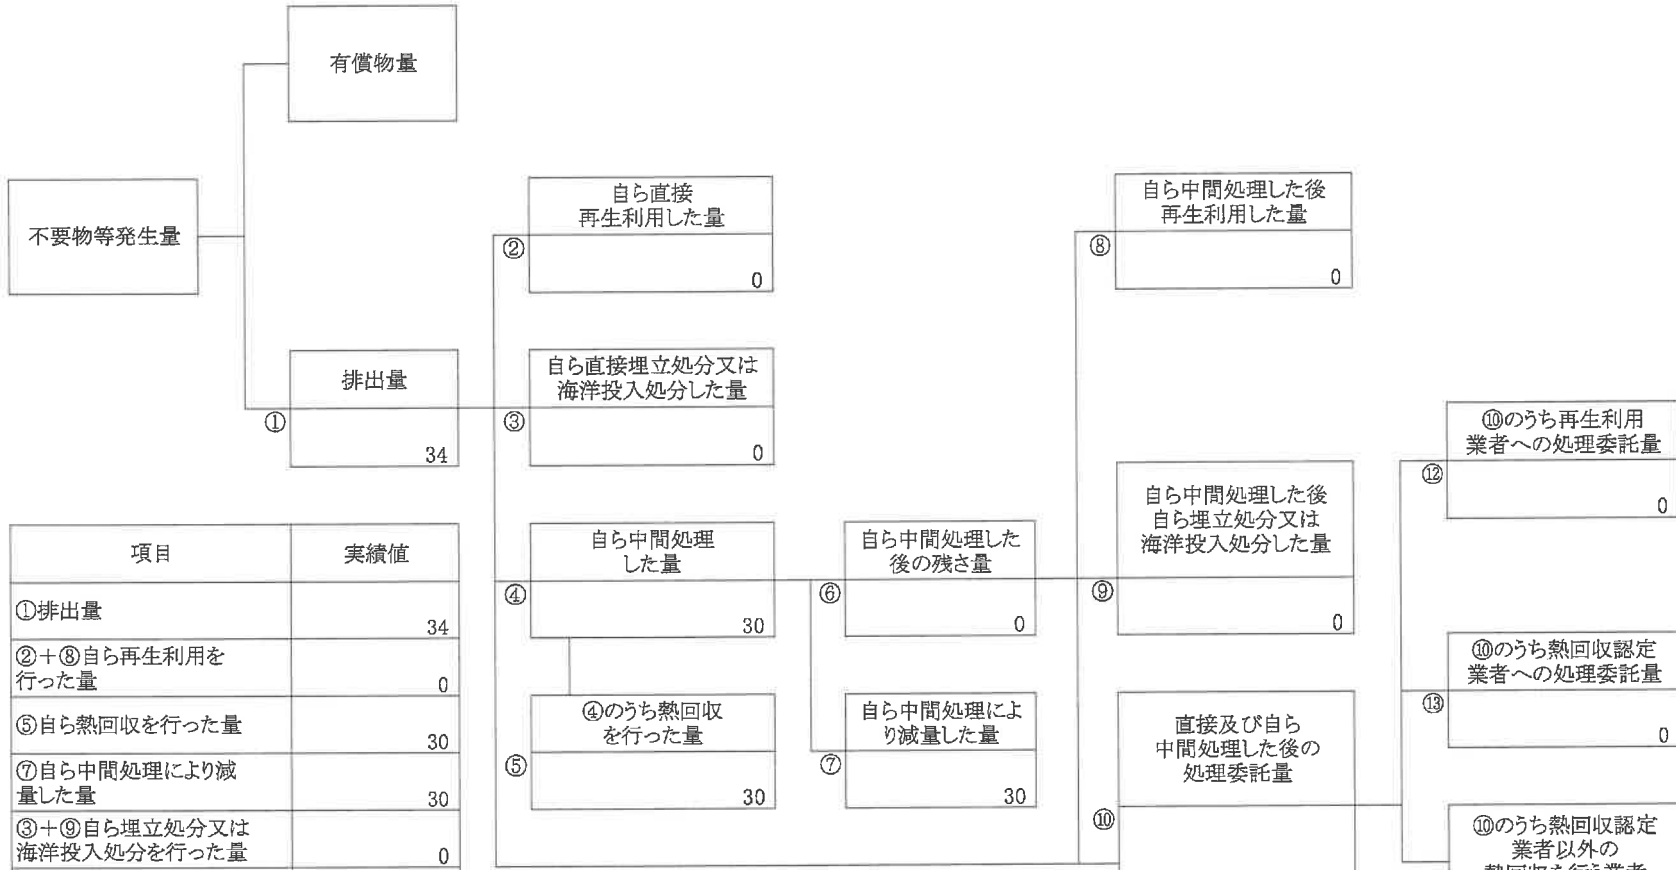 有償物量
不要物等発生量
自ら直接
再生利用した量
②
0
自ら中間処理した後
再生利用した量
⑧
0
排出量
①
34
自ら直接埋立処分又は
海洋投入処分した量
③
0
⑩のうち再生利用
業者への処理委託量
⑫
0
自ら中間処理した後
自ら埋立処分又は
海洋投入処分した量
⑨
0
自ら中間処理
した量
④
30
自ら中間処理した
後の残さ量
⑥
0
⑩のうち熱回収認定
業者への処理委託量
⑬
0
④のうち熱回収
を行った量
⑤
30
自ら中間処理によ
り減量した量
⑦
30
直接及び自ら
中間処理した後の
処理委託量
⑩
⑩のうち熱回収認定
業者以外の
項目
実績値
①排出量
34
②+⑧自ら再生利用を
行った量
0
⑤自ら熱回収を行った量
30
⑦自ら中間処理により減
量した量
30
③+⑨自ら埋立処分又は
海洋投入処分を行った量
0